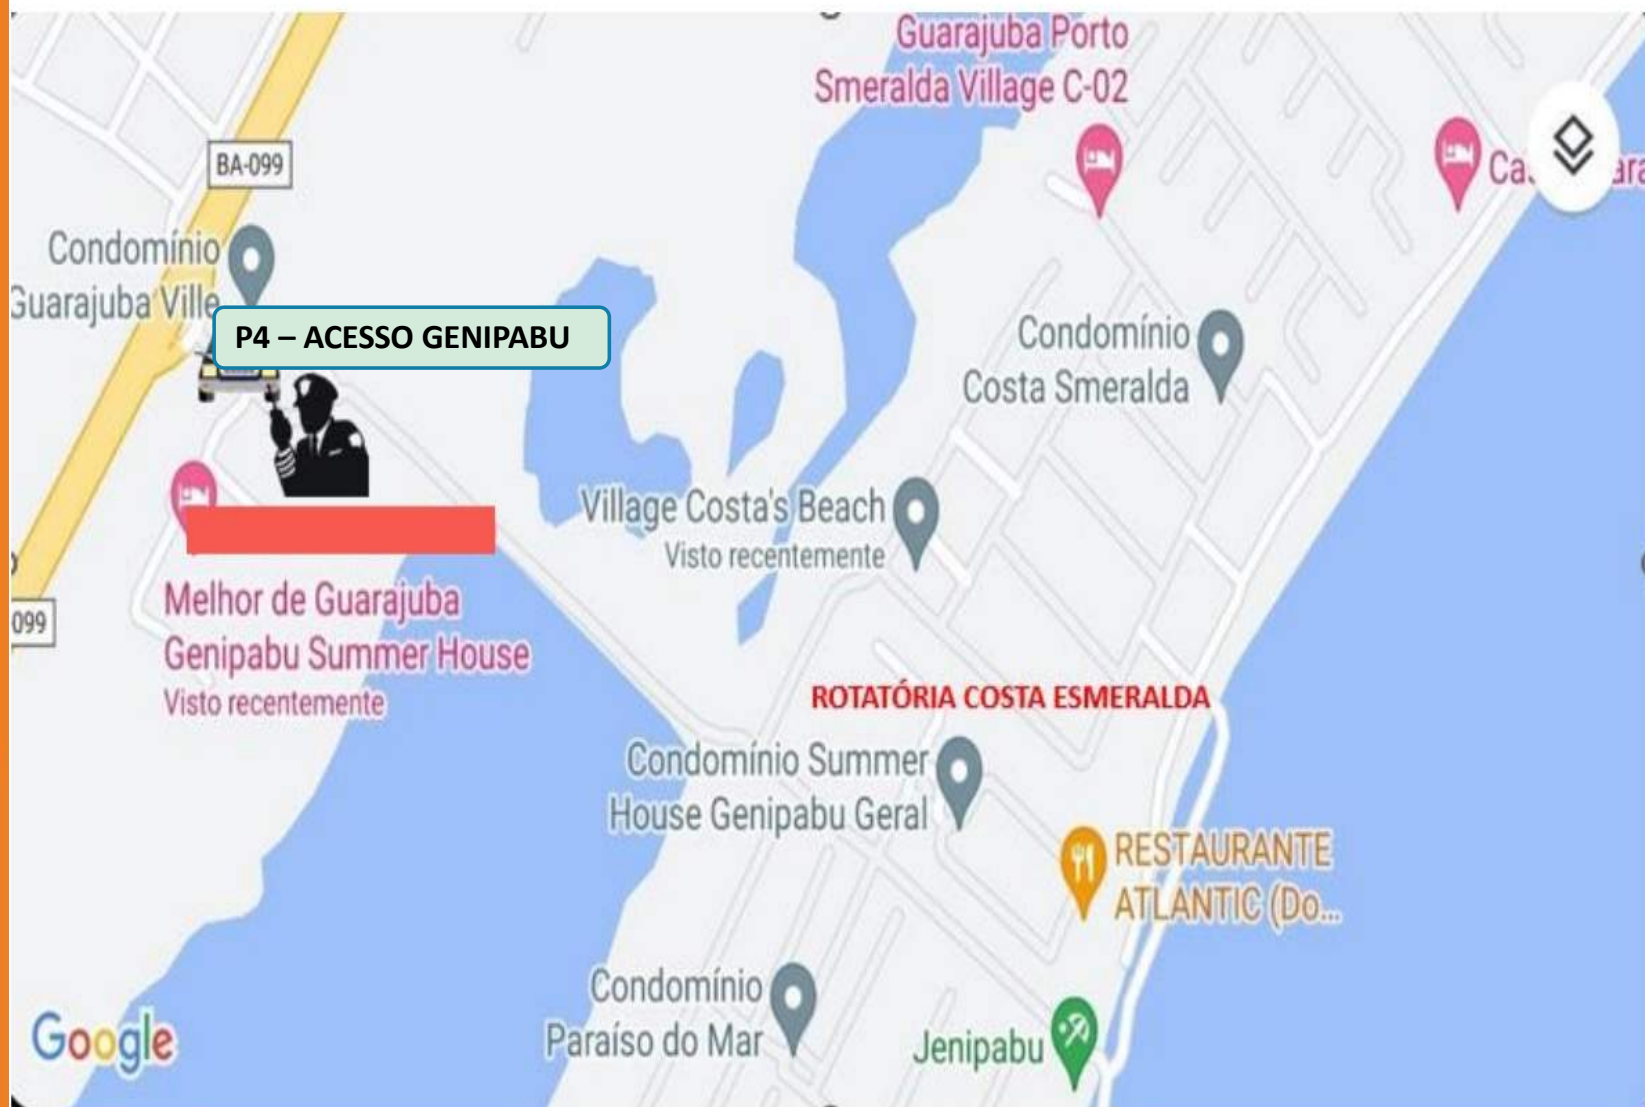 Guarajuba Porto
Smeralda Village C-02
BA-099
Condomínio
Guarajuba Ville
P4 – ACESSO GENIPABU
Condomínio
Costa Smeralda
Village Costa's Beach
Visto recentemente
099
Melhor de Guarajuba
Genipabu Summer House
Visto recentemente
ROTATÓRIA COSTA ESMERALDA
Condomínio Summer
House Genipabu Geral
RESTAURANTE
ATLANTIC (Do...
Condomínio
Paraíso do Mar
Jenipabu
Google